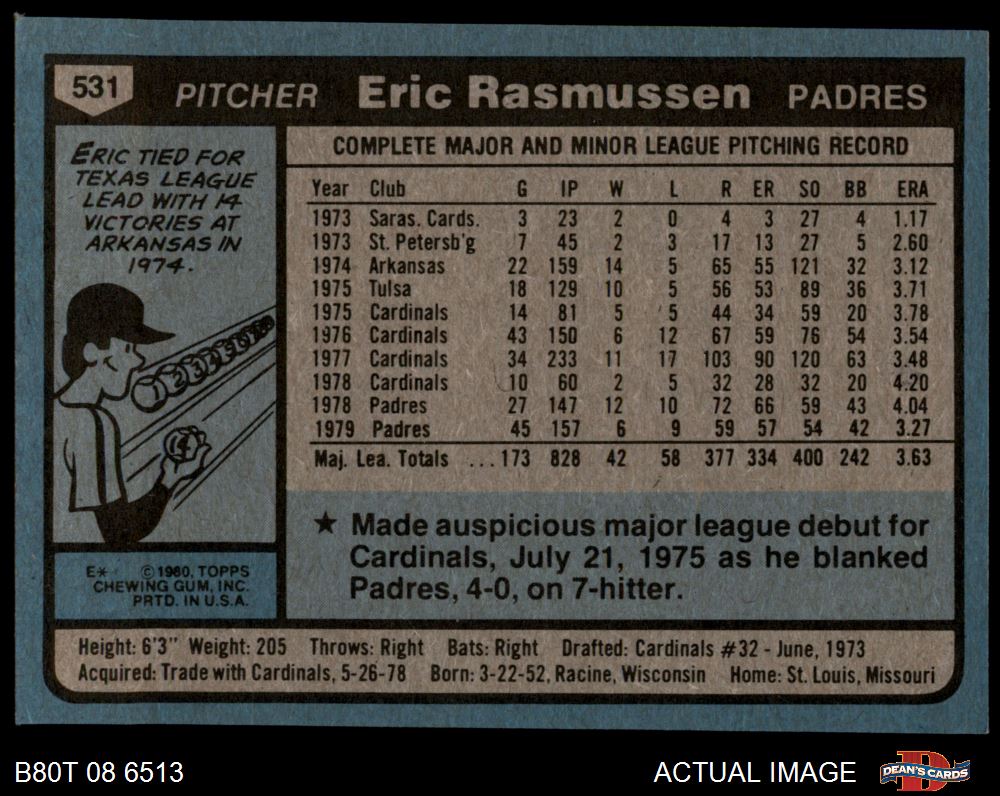 531 PITCHER Eric Rasmussen PADRES
ERIC TIED FOR
TEXAS LEAGUE
LEAD WITH 14
VICTORIES AT
ARKANSAS IN
1974.
1 2 3
4
E* © 1980, TOPPS
CHEWING GUM, INC.
PRTD. IN U.S.A.
COMPLETE MAJOR AND MINOR LEAGUE PITCHING RECORD
Year Club G IP W L R ER SO BB ERA
1973 Saras. Cards. 3 23 2 0 4 3 27 4 1.17
1973 St. Petersb'g 7 45 2 3 17 13 27 5 2.60
1974 Arkansas 22 159 14 5 65 55 121 32 3.12
1975 Tulsa 18 129 10 5 56 53 89 36 3.71
1975 Cardinals 14 81 5 5 44 34 59 20 3.78
1976 Cardinals 43 150 6 12 67 59 76 54 3.54
1977 Cardinals 34 233 11 17 103 90 120 63 3.48
1978 Cardinals 10 60 2 5 32 28 32 20 4.20
1978 Padres 27 147 12 10 72 66 59 43 4.04
1979 Padres 45 157 6 9 59 57 54 42 3.27
Maj. Lea. Totals ...173 828 42 58 377 334 400 242 3.63
★ Made auspicious major league debut for
Cardinals, July 21, 1975 as he blanked
Padres, 4-0, on 7-hitter.
Height: 6'3" Weight: 205 Throws: Right Bats: Right Drafted: Cardinals #32 - June, 1973
Acquired: Trade with Cardinals, 5-26-78 Born: 3-22-52, Racine, Wisconsin Home: St. Louis, Missouri
B80T 08 6513 ACTUAL IMAGE DEAN'S CARDS